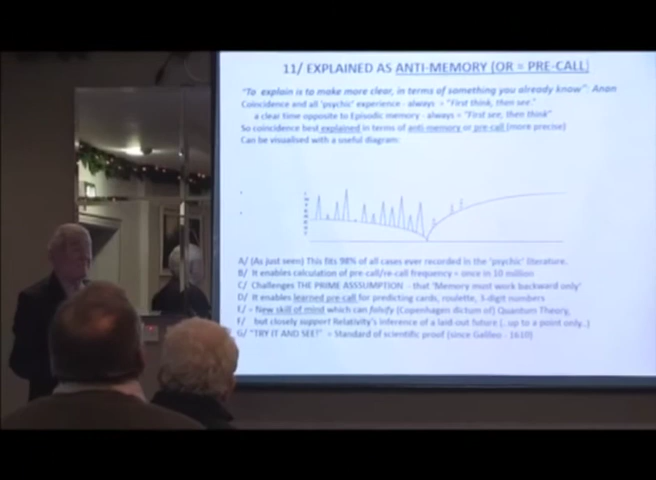 11/ EXPLAINED AS ANTI-MEMORY (OR = PRE-CALL)
"To explain is to make more clear, in terms of something you already know": Anon
Coincidence and all 'psychic' experience - always = "First think, then see."
a clear time opposite to Episodic memory - always = "First see, then think"
So coincidence best explained in terms of anti-memory or pre-call (more precise)
Can be visualised with a useful diagram:
A/ (As just seen) This fits 98% of all cases ever recorded in the 'psychic' literature.
B/ It enables calculation of pre-call/re-call frequency = once in 10 million
C/ Challenges THE PRIME ASSSUMPTION - that 'Memory must work backward only'
D/ It enables learned pre-call for predicting cards, roulette, 3-digit numbers
E/ = New skill of mind which can falsify (Copenhagen dictum of) Quantum Theory,
F/ but closely support Relativity's inference of a laid-out future (..up to a point only..)
G/ "TRY IT AND SEE!" = Standard of scientific proof (since Galileo - 1610)